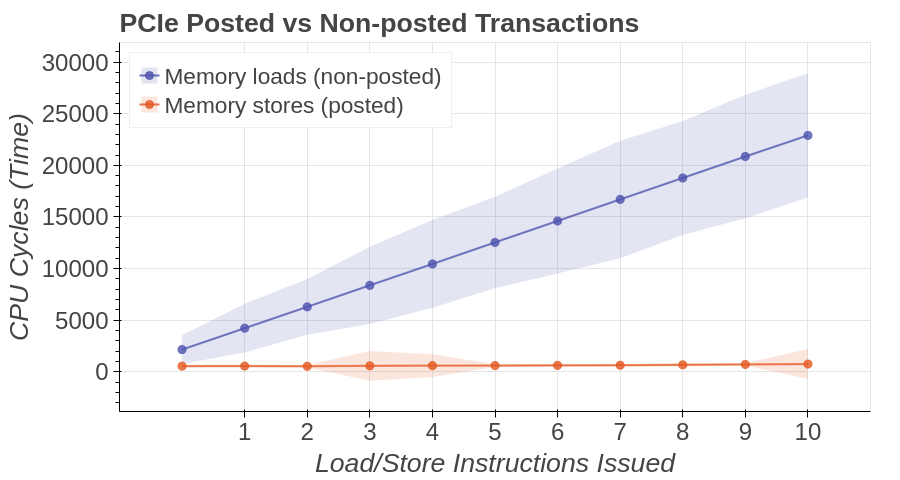 PCIe Posted vs Non-posted Transactions
Memory loads (non-posted)
Memory stores (posted)
CPU Cycles (Time)
30000
25000
20000
15000
10000
5000
0
1 2 3 4 5 6 7 8 9 10
Load/Store Instructions Issued